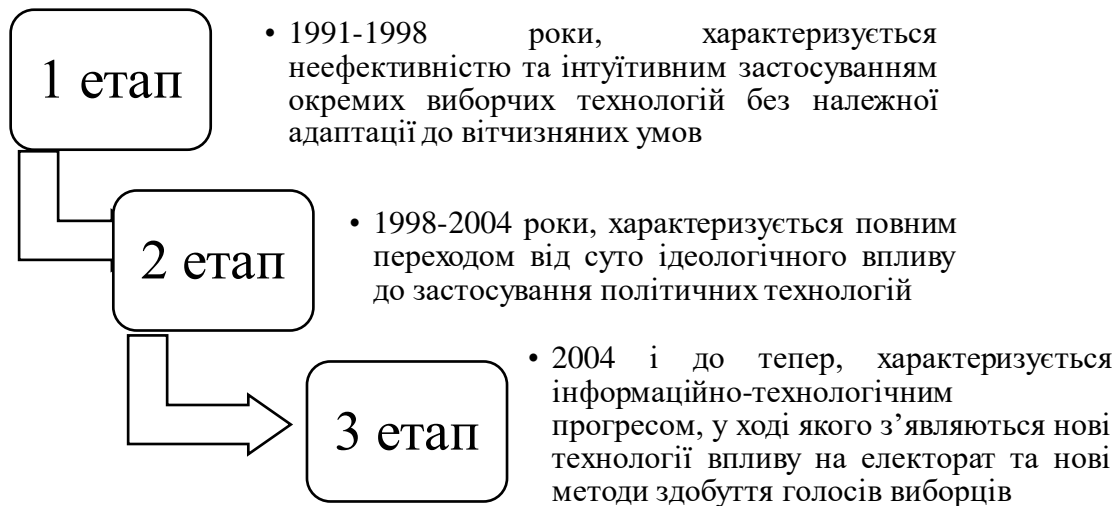 1 етап
• 1991-1998 роки, характеризується
неефективністю та інтуїтивним застосуванням
окремих виборчих технологій без належної
адаптації до вітчизняних умов
2 етап
• 1998-2004 роки, характеризується повним
переходом від суто ідеологічного впливу
до застосування політичних технологій
3 етап
• 2004 і до тепер, характеризується
інформаційно-технологічним
прогресом, у ході якого з’являються нові
технології впливу на електорат та нові
методи здобуття голосів виборців